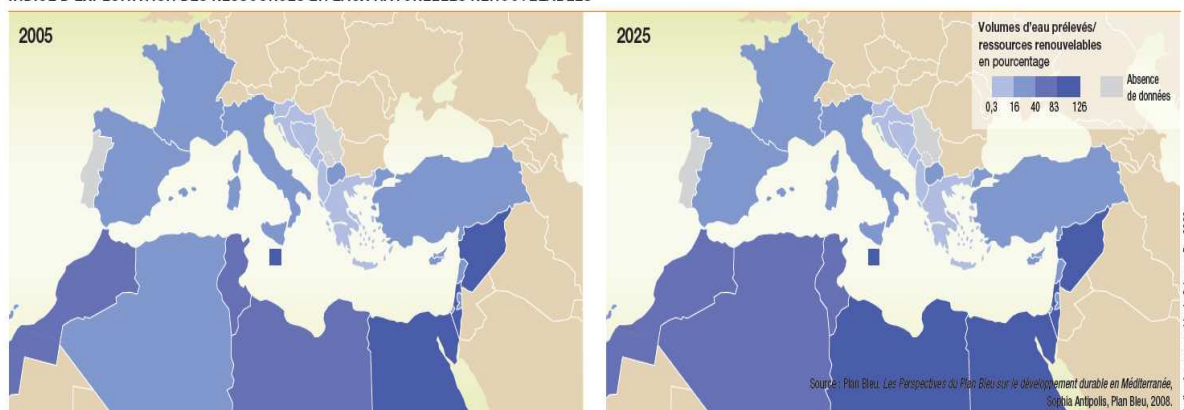 2005
2025
Volumes d'eau prélevés/
ressources renouvelables
en pourcentage
0,3 16 40 83 126
Absence
de données
Source : Plan Bleu, Les Perspectives du Plan Bleu sur le développement durable en Méditerranée,
Sophia Antipolis, Plan Bleu, 2008.